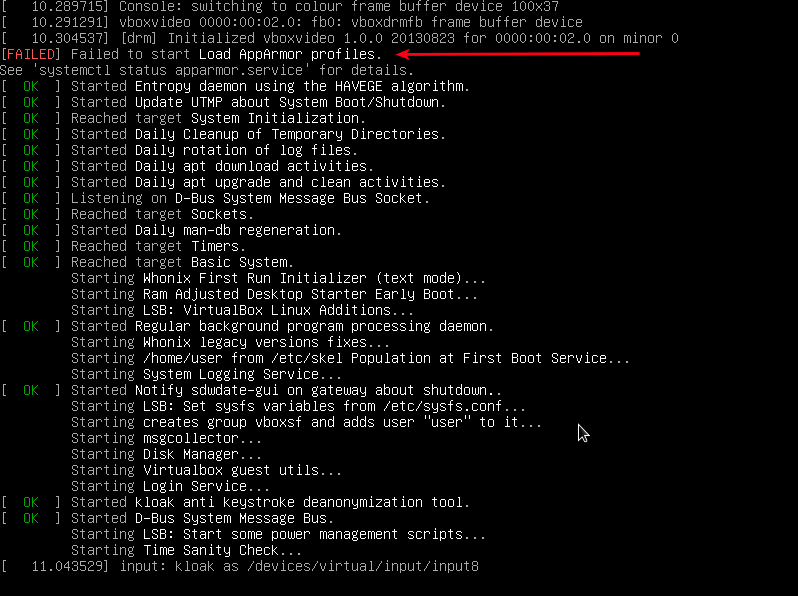 [   10.289715] Console: switching to colour frame buffer device 100x37
[   10.291291] vboxvideo 0000:00:02.0: fb0: vboxdrmfb frame buffer device
[   10.304537] [drm] Initialized vboxvideo 1.0.0 20130823 for 0000:00:02.0 on minor 0
[FAILED] Failed to start Load AppArmor profiles.
See 'systemctl status apparmor.service' for details.
[  OK  ] Started Entropy daemon using the HAVEGE algorithm.
[  OK  ] Started Update UTMP about System Boot/Shutdown.
[  OK  ] Reached target System Initialization.
[  OK  ] Started Daily Cleanup of Temporary Directories.
[  OK  ] Started Daily rotation of log files.
[  OK  ] Started Daily apt download activities.
[  OK  ] Started Daily apt upgrade and clean activities.
[  OK  ] Listening on D-Bus System Message Bus Socket.
[  OK  ] Reached target Sockets.
[  OK  ] Started Daily man-db regeneration.
[  OK  ] Reached target Timers.
[  OK  ] Reached target Basic System.
         Starting Whonix First Run Initializer (text mode)...
         Starting Ram Adjusted Desktop Starter Early Boot...
         Starting LSB: VirtualBox Linux Additions...
[  OK  ] Started Regular background program processing daemon.
         Starting Whonix legacy versions fixes...
         Starting /home/user from /etc/skel Population at First Boot Service...
         Starting System Logging Service...
[  OK  ] Started Notify sdwdate-gui on gateway about shutdown..
         Starting LSB: Set sysfs variables from /etc/sysfs.conf...
         Starting creates group vboxsf and adds user "user" to it...
         Starting msgcollector...
         Starting Disk Manager...
         Starting Virtualbox guest utils...
         Starting Login Service...
[  OK  ] Started kloak anti keystroke deanonymization tool.
[  OK  ] Started D-Bus System Message Bus.
         Starting LSB: Start some power management scripts...
         Starting Time Sanity Check...
[   11.043529] input: kloak as /devices/virtual/input/input8